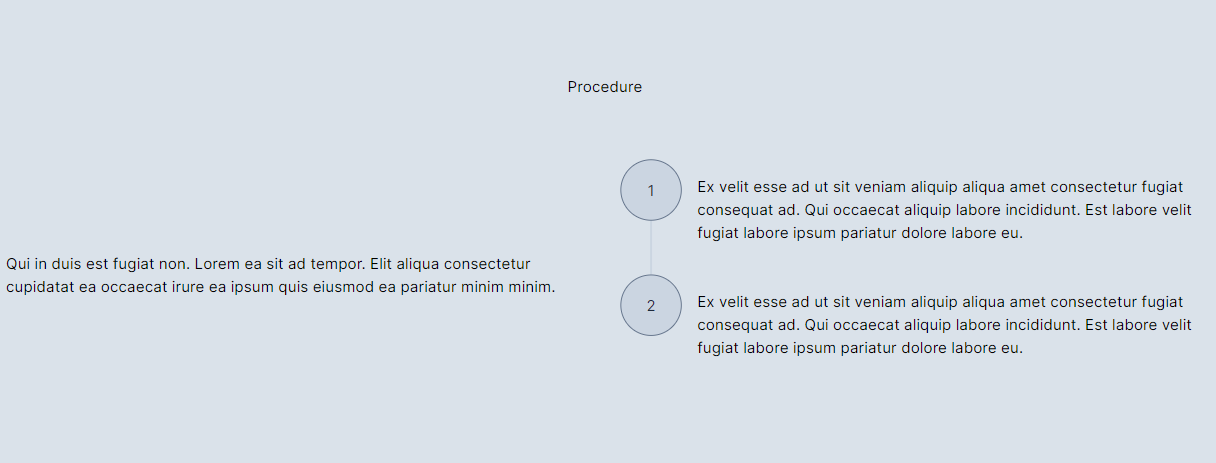 Procedure
Qui in duis est fugiat non. Lorem ea sit ad tempor. Elit aliqua consectetur
cupidatat ea occaecat irure ea ipsum quis eiusmod ea pariatur minim minim.
1
Ex velit esse ad ut sit veniam aliquip aliqua amet consectetur fugiat
consequat ad. Qui occaecat aliquip labore incididunt. Est labore velit
fugiat labore ipsum pariatur dolore labore eu.
2
Ex velit esse ad ut sit veniam aliquip aliqua amet consectetur fugiat
consequat ad. Qui occaecat aliquip labore incididunt. Est labore velit
fugiat labore ipsum pariatur dolore labore eu.